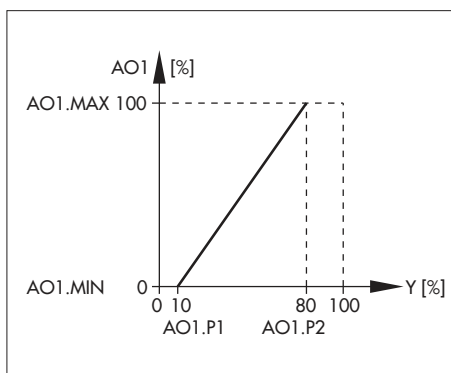 AO1 [%]
AO1.MAX 100
AO1.MIN 0
0 10 80 100 Y [%]
AO1.P1 AO1.P2